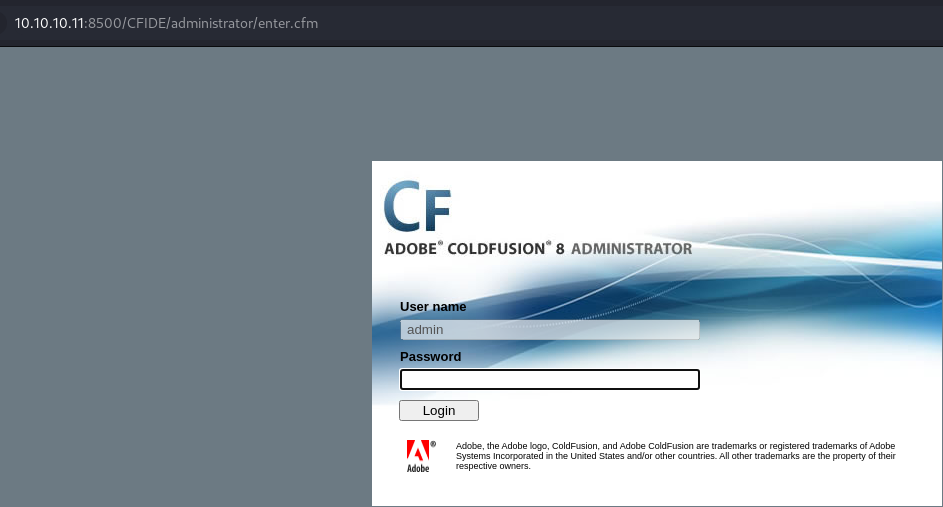 10.10.10.11:8500/CFIDE/administrator/enter.cfm
CF
ADOBE® COLDFUSION® 8 ADMINISTRATOR
User name
admin
Password
Login
Adobe, the Adobe logo, ColdFusion, and Adobe ColdFusion are trademarks or registered trademarks of Adobe
Systems Incorporated in the United States and/or other countries. All other trademarks are the property of their
respective owners.
®
Adobe